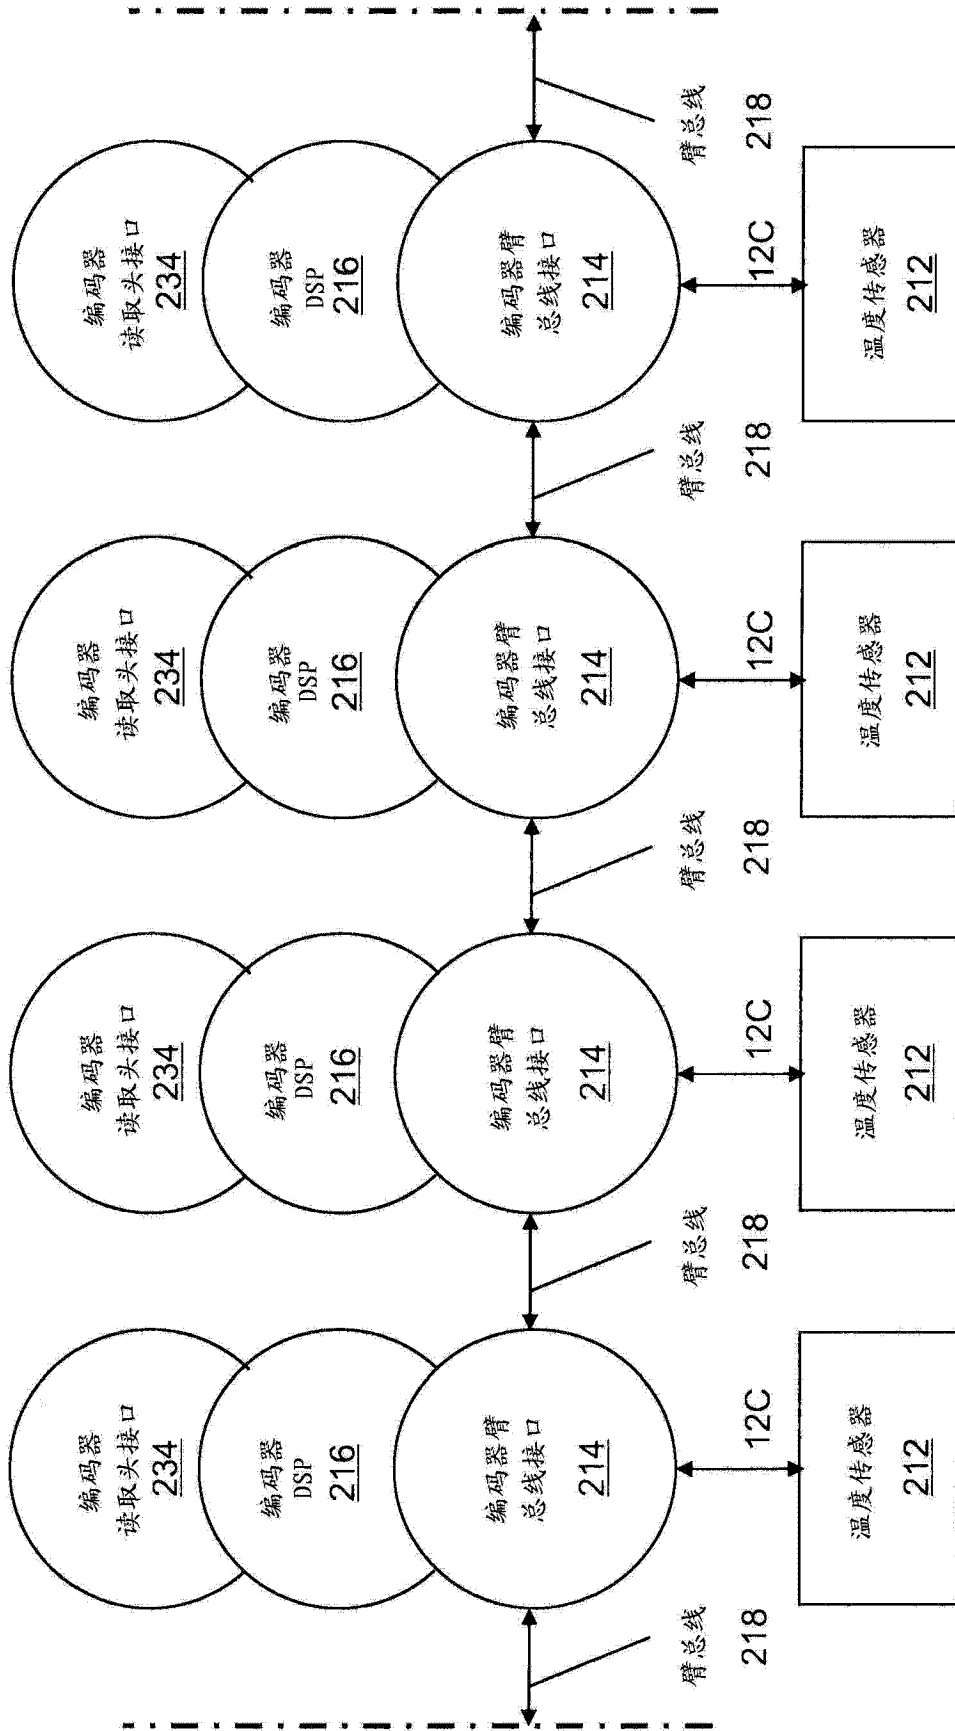 编码器
读取头接口
234
编码器
DSP
216
编码器臂
总线接口
214
12C
温度传感器
212
臂总线
218
编码器
读取头接口
234
编码器
DSP
216
编码器臂
总线接口
214
12C
温度传感器
212
臂总线
218
编码器
读取头接口
234
编码器
DSP
216
编码器臂
总线接口
214
12C
温度传感器
212
臂总线
218
编码器
读取头接口
234
编码器
DSP
216
编码器臂
总线接口
214
12C
温度传感器
212
臂总线
218
臂总线
218